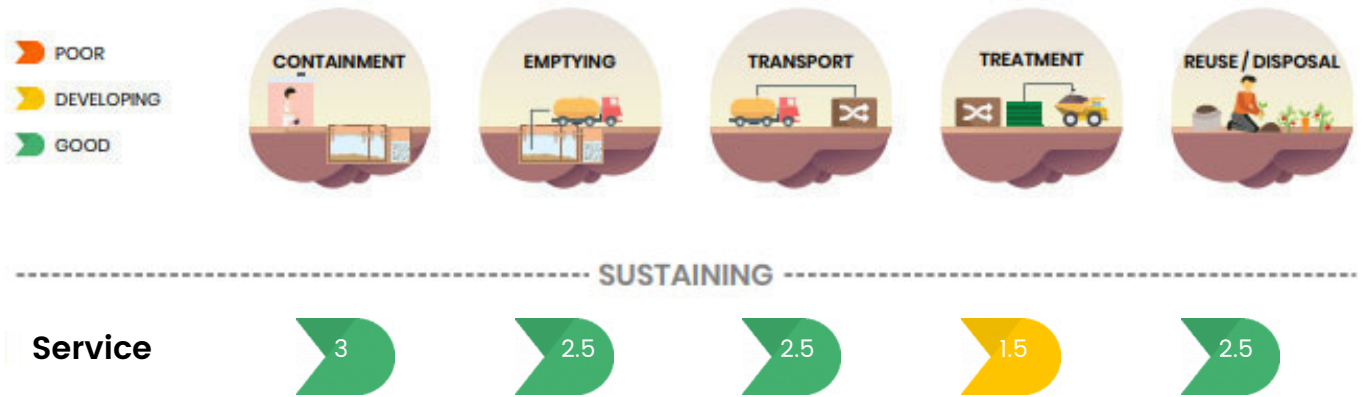 POOR
DEVELOPING
GOOD
CONTAINMENT
EMPTYING
TRANSPORT
TREATMENT
REUSE / DISPOSAL
SUSTAINING
Service
3
2.5
2.5
1.5
2.5